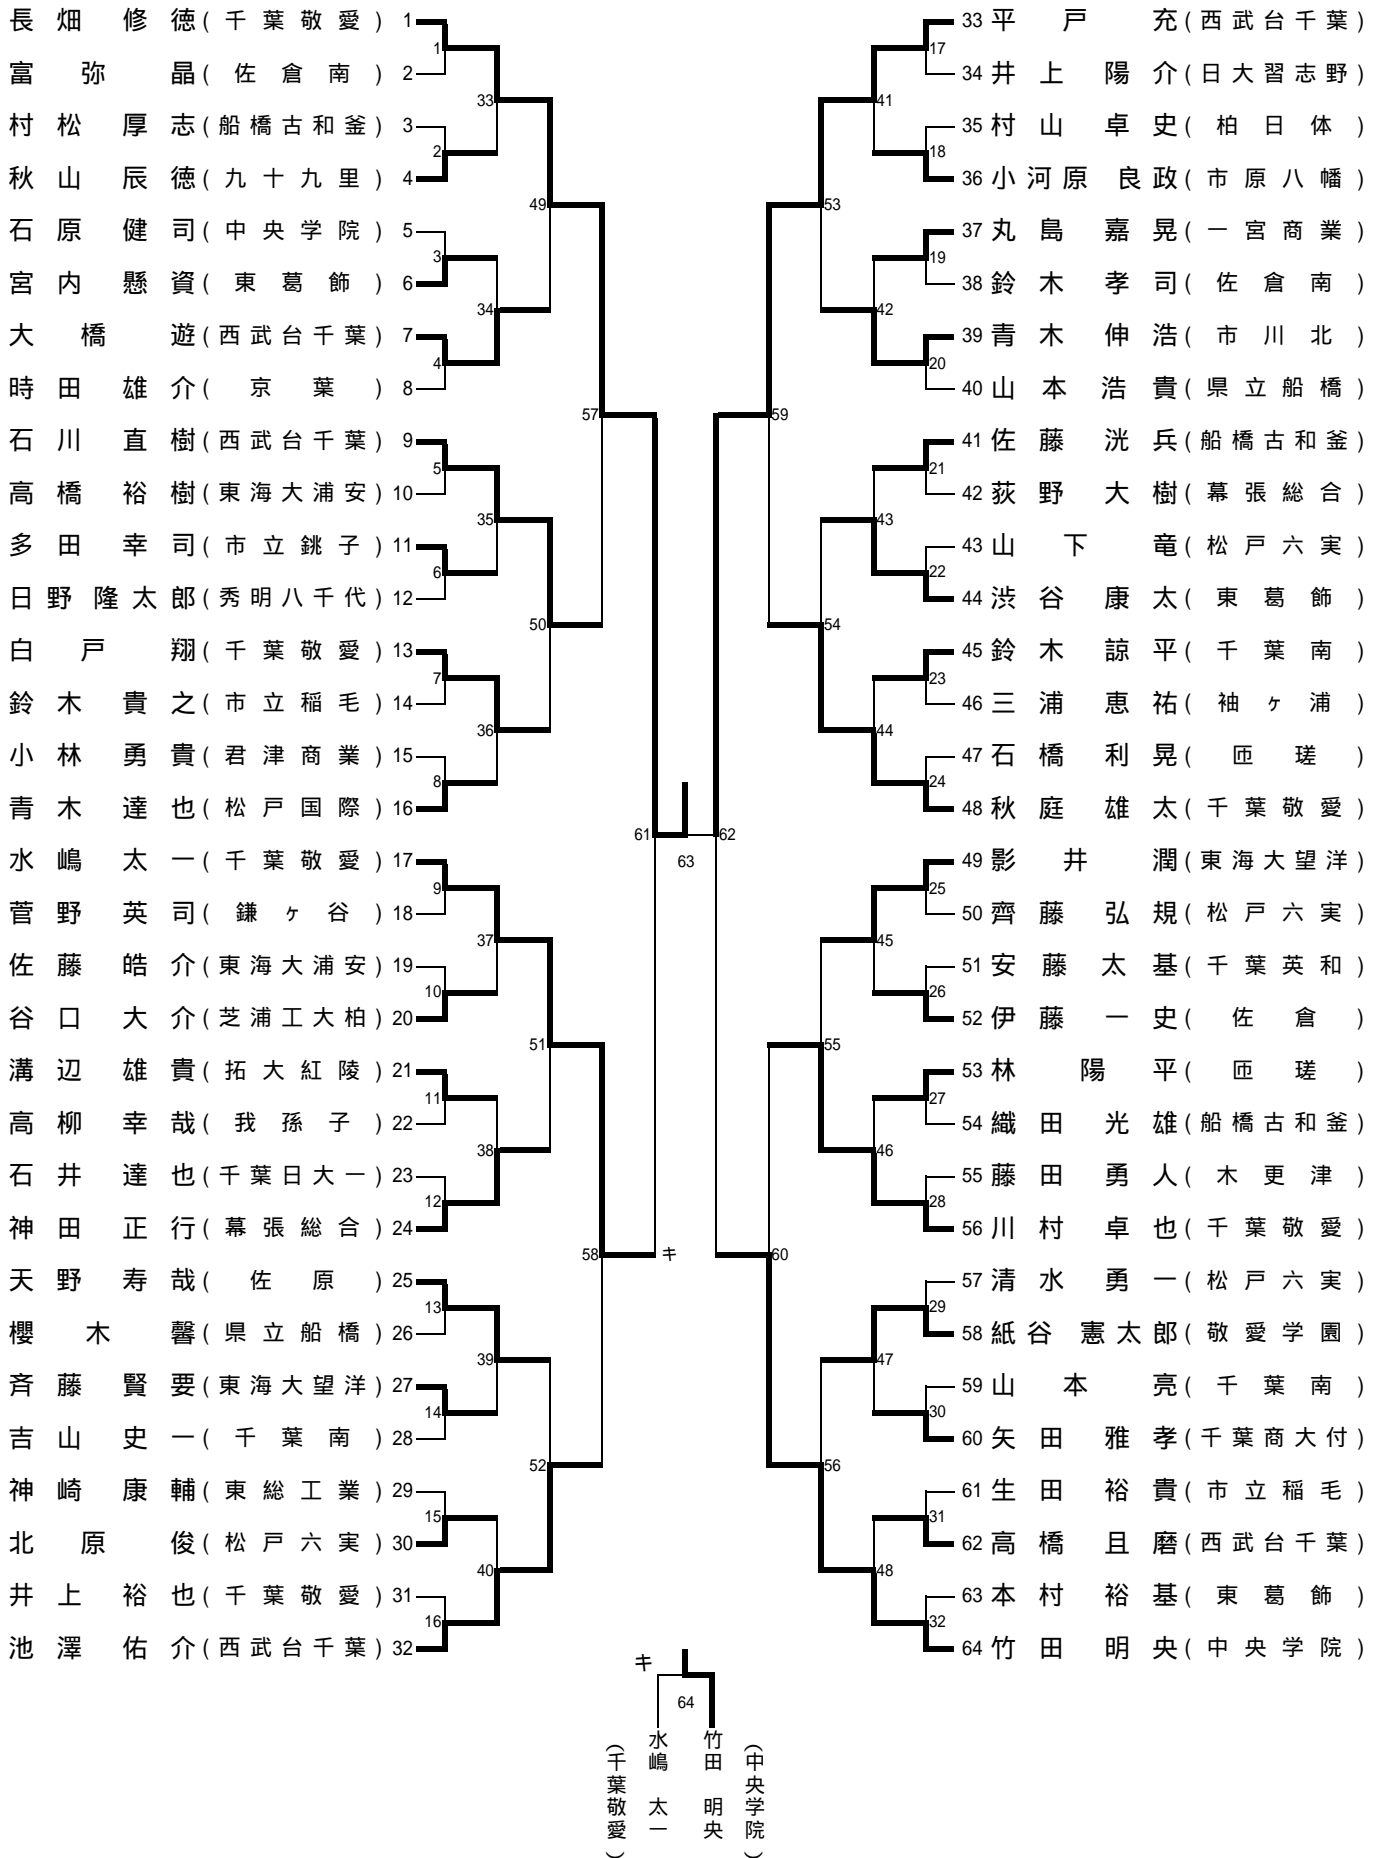 長畑 修徳(千葉敬愛) 1
富弥 晶(佐倉南) 2
村松 厚志(船橋古和釜) 3
秋山 辰徳(九十九里) 4
石原 健司(中央学院) 5
宮内 懸資(東葛飾) 6
大橋 遊(西武台千葉) 7
時田 雄介(京葉) 8
石川 直樹(西武台千葉) 9
高橋 裕樹(東海大浦安) 10
多田 幸司(市立銚子) 11
日野 隆太郎(秀明八千代) 12
白戸 翔(千葉敬愛) 13
鈴木 貴之(市立稲毛) 14
小林 勇貴(君津商業) 15
青木 達也(松戸国際) 16
水嶋 太一(千葉敬愛) 17
菅野 英司(鎌ヶ谷) 18
佐藤 皓介(東海大浦安) 19
谷口 大介(芝浦工大柏) 20
溝辺 雄貴(拓大紅陵) 21
高柳 幸哉(我孫子) 22
石井 達也(千葉日大一) 23
神田 正行(幕張総合) 24
天野 寿哉(佐原) 25
櫻木 馨(県立船橋) 26
斉藤 賢要(東海大望洋) 27
吉山 史一(千葉南) 28
神崎 康輔(東総工業) 29
北原 俊(松戸六実) 30
井上 裕也(千葉敬愛) 31
池澤 佑介(西武台千葉) 32
1
2
3
4
5
6
7
8
9
10
11
12
13
14
15
16
33
34
35
36
37
38
39
40
49
50
51
52
57
58
キ
61
63
62
59
60
53
54
55
56
41
42
43
44
45
46
47
48
17
18
19
20
21
22
23
24
25
26
27
28
29
30
31
32
33 平戸 充(西武台千葉)
34 井上 陽介(日大習志野)
35 村山 卓史(柏日体)
36 小河原 良政(市原八幡)
37 丸島 嘉晃(一宮商業)
38 鈴木 孝司(佐倉南)
39 青木 伸浩(市川北)
40 山本 浩貴(県立船橋)
41 佐藤 洸兵(船橋古和釜)
42 荻野 大樹(幕張総合)
43 山下 竜(松戸六実)
44 渋谷 康太(東葛飾)
45 鈴木 諒平(千葉南)
46 三浦 恵祐(袖ヶ浦)
47 石橋 利晃(匝瑳)
48 秋庭 雄太(千葉敬愛)
49 影井 潤(東海大望洋)
50 齊藤 弘規(松戸六実)
51 安藤 太基(千葉英和)
52 伊藤 一史(佐倉)
53 林 陽平(匝瑳)
54 織田 光雄(船橋古和釜)
55 藤田 勇人(木更津)
56 川村 卓也(千葉敬愛)
57 清水 勇一(松戸六実)
58 紙谷 憲太郎(敬愛学園)
59 山本 亮(千葉南)
60 矢田 雅孝(千葉商大付)
61 生田 裕貴(市立稲毛)
62 高橋 且磨(西武台千葉)
63 本村 裕基(東葛飾)
64 竹田 明央(中央学院)
キ
64
(千葉敬愛)
水嶋 太一
竹田 明央
(中央学院)